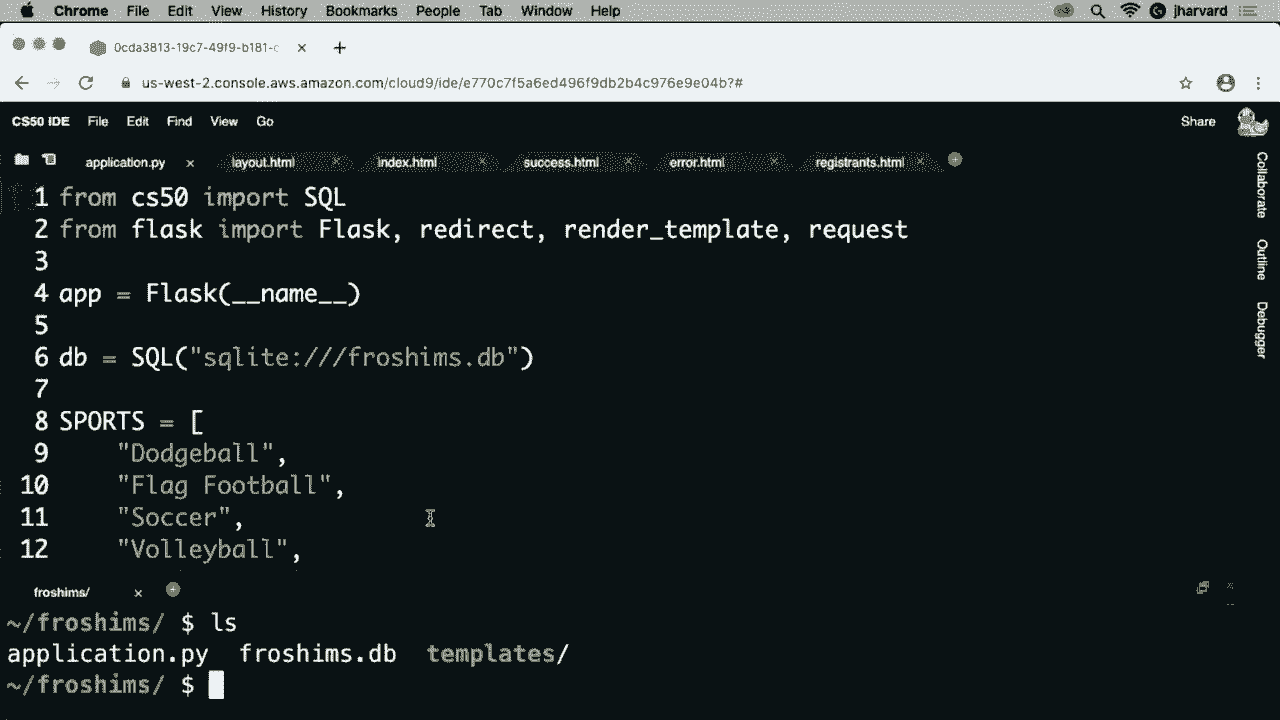 Chrome File Edit View History Bookmarks People Tab Window Help jharvard
0cda3813-19c7-49f9-b181-c
us-west-2.console.aws.amazon.com/cloud9/ide/e770c7f5a6ed496f9db2b4c976e9e04b?#
CS50 IDE File Edit Find View Go Share
application.py layout.html index.html success.html error.html registrants.html
Collaborate
Outline
Debugger
1 from cs50 import SQL
2 from flask import Flask, redirect, render_template, request
3
4 app = Flask(__name__)
5
6 db = SQL("sqlite:///froshims.db")
7
8 SPORTS = [
9 "Dodgeball",
10 "Flag Football",
11 "Soccer",
12 "Volleyball",
froshims/
~/froshims/ $ ls
application.py froshims.db templates/
~/froshims/ $